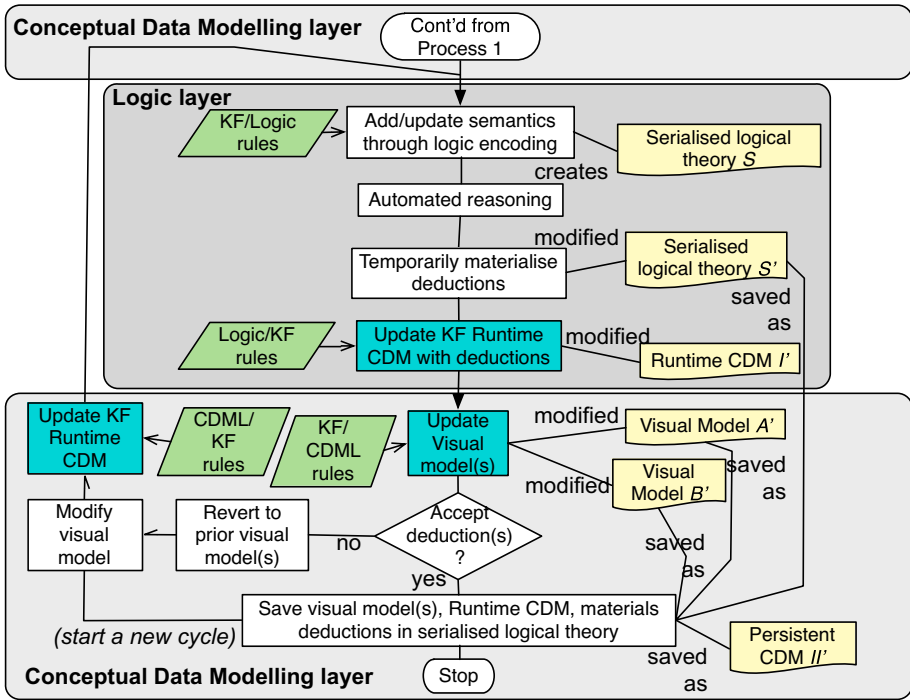 Conceptual Data Modelling layer
Cont'd from
Process 1
Logic layer
KF/Logic
rules
Add/update semantics
through logic encoding
Serialised logical
theory S
creates
Automated reasoning
modified
Temporarily materialise
deductions
Serialised
logical theory S'
saved
as
Logic/KF
rules
Update KF Runtime
CDM with deductions
modified
Runtime CDM I'
Update KF
Runtime
CDM
CDML/
KF
rules
KF/
CDML
rules
Update
Visual
model(s)
modified
Visual Model A'
saved
as
modified
Visual
Model B'
saved
as
Modify
visual
model
Revert to
prior visual
model(s)
no
Accept
deduction(s)
?
yes
Save visual model(s), Runtime CDM, materials
deductions in serialised logical theory
(start a new cycle)
Persistent
CDM II'
saved
as
Stop
Conceptual Data Modelling layer